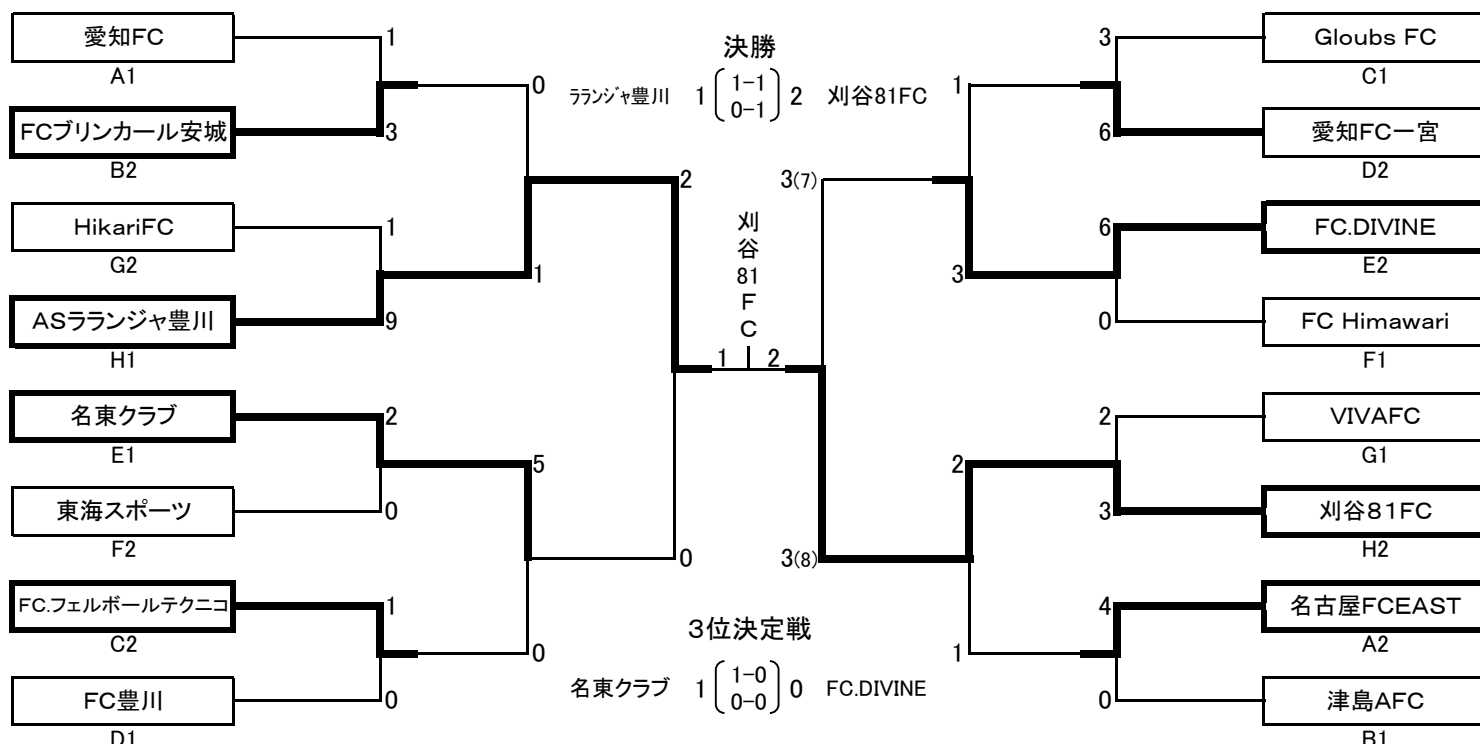 愛知FC
A1
FCブリンカール安城
B2
HikariFC
G2
ASラランジャ豊川
H1
名東クラブ
E1
東海スポーツ
F2
FC.フェルボールテクニコ
C2
FC豊川
D1
1
3
1
9
2
0
1
0
0
1
5
0
2
0
決勝
ラランジャ豊川 1 1-1 0-1 2 刈谷81FC
刈谷81FC
1 2
3位決定戦
名東クラブ 1 1-0 0-0 0 FC.DIVINE
3(7)
3(8)
1
3
2
1
3
6
6
0
2
3
4
0
Gloubs FC
C1
愛知FC一宮
D2
FC.DIVINE
E2
FC Himawari
F1
VIVAFC
G1
刈谷81FC
H2
名古屋FCEAST
A2
津島AFC
B1